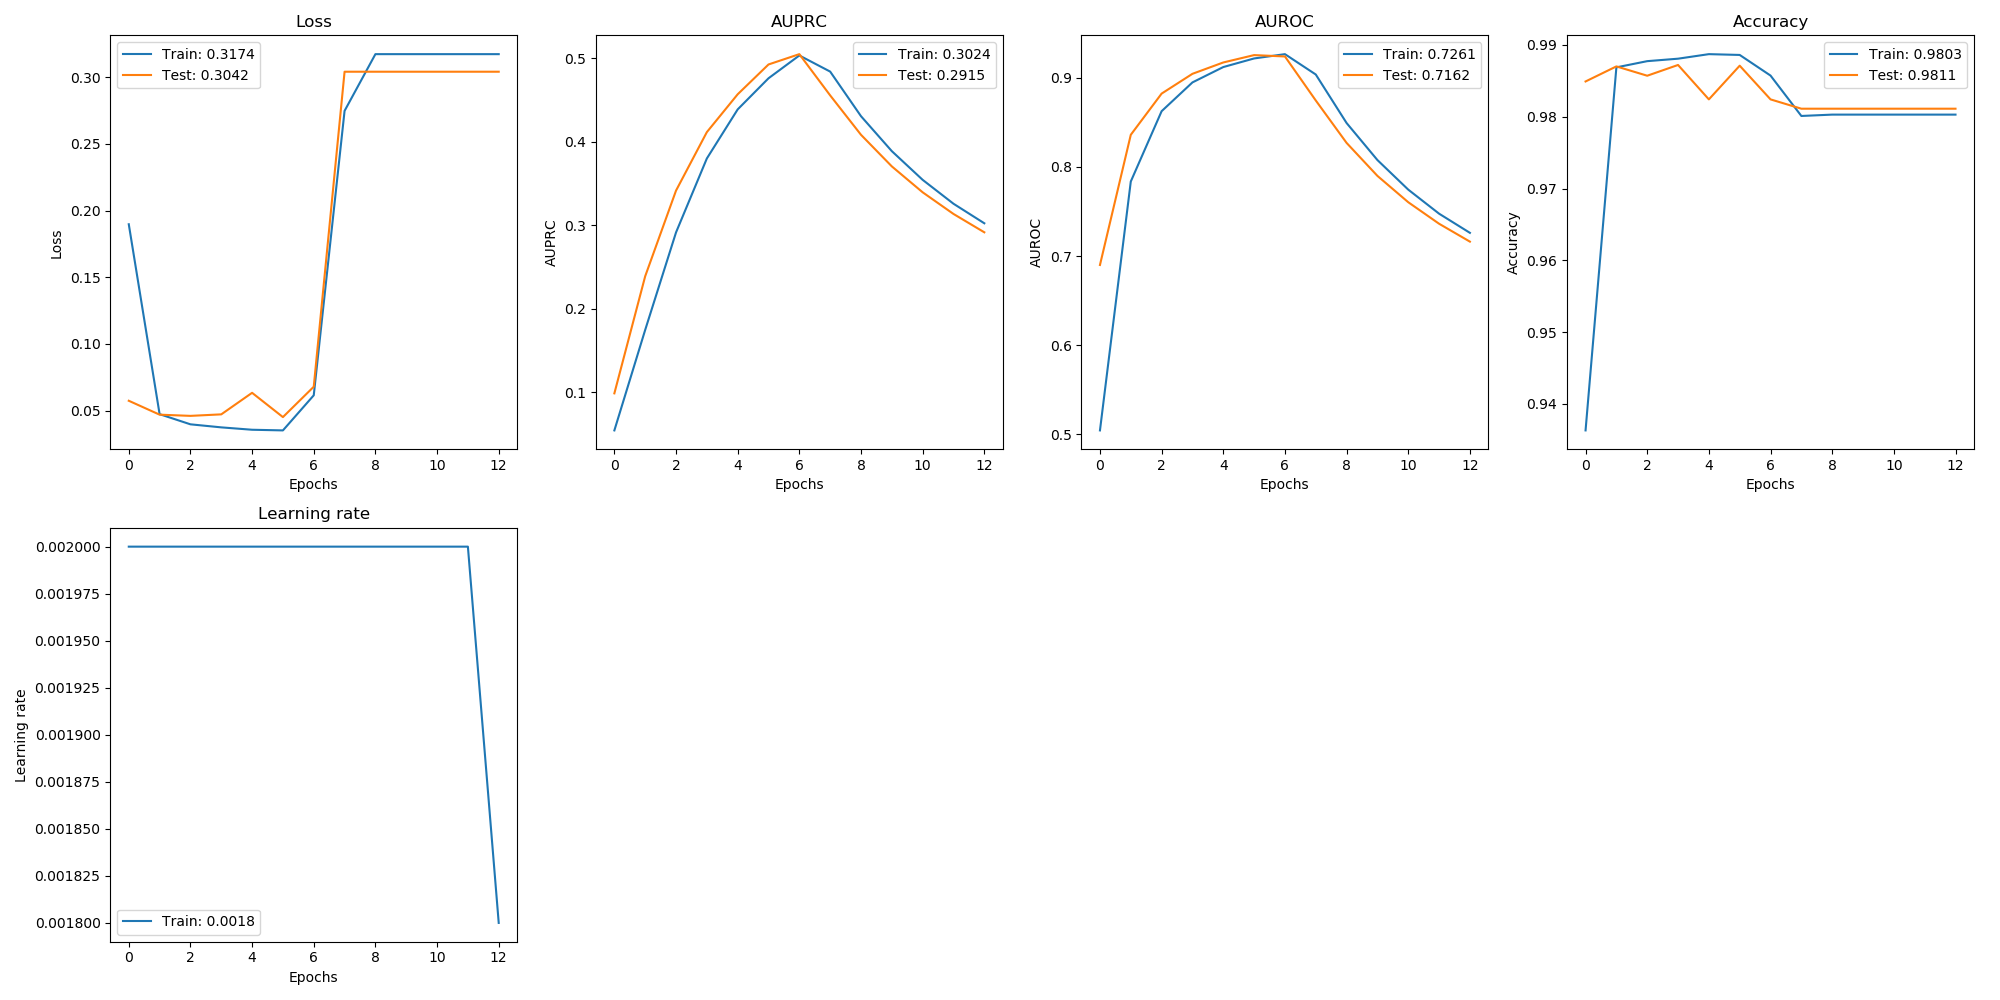 Loss
Train: 0.3174
Test: 0.3042
0.30
0.25
0.20
0.15
0.10
0.05
Loss
0 2 4 6 8 10 12
Epochs
AUPRC
Train: 0.3024
Test: 0.2915
0.5
0.4
0.3
0.2
0.1
AUPRC
0 2 4 6 8 10 12
Epochs
AUROC
Train: 0.7261
Test: 0.7162
0.9
0.8
0.7
0.6
0.5
AUROC
0 2 4 6 8 10 12
Epochs
Accuracy
Train: 0.9803
Test: 0.9811
0.99
0.98
0.97
0.96
0.95
0.94
Accuracy
0 2 4 6 8 10 12
Epochs
Learning rate
0.002000
0.001975
0.001950
0.001925
0.001900
0.001875
0.001850
0.001825
0.001800
Learning rate
Train: 0.0018
0 2 4 6 8 10 12
Epochs